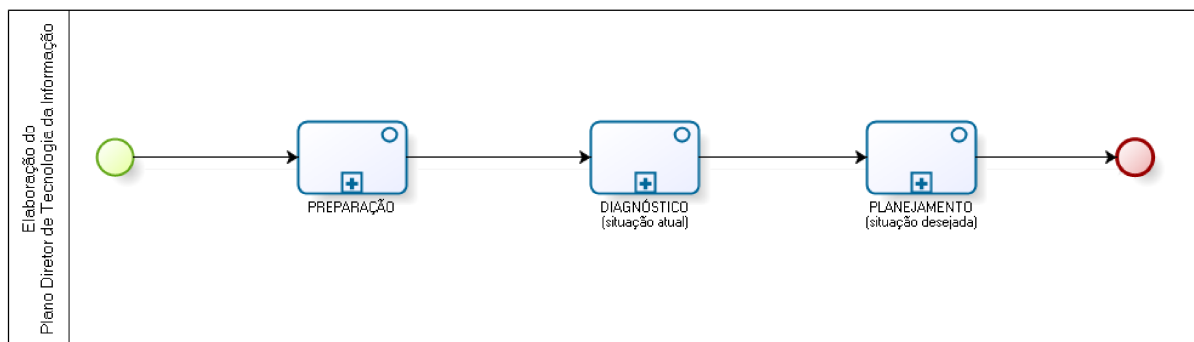 Elaboração do
Plano Diretor de Tecnologia da Informação
PREPARAÇÃO
DIAGNÓSTICO
(situação atual)
PLANEJAMENTO
(situação desejada)